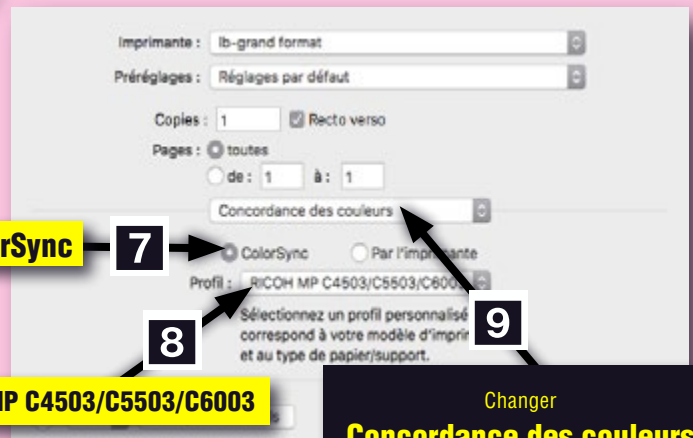 Imprimante : lb-grand format
Préréglages : Réglages par défaut
Copies : 1 Recto verso
Pages : toutes
de : 1 à : 1
Concordance des couleurs
rSync 7 ColorSync Par l'imprimante
Profil : RICOH MP C4503/C5503/C600
Sélectionnez un profil personnalisé
correspond à votre modèle d'imprim
et au type de papier/support.
8
9
MP C4503/C5503/C6003
Changer
Concordance des couleurs